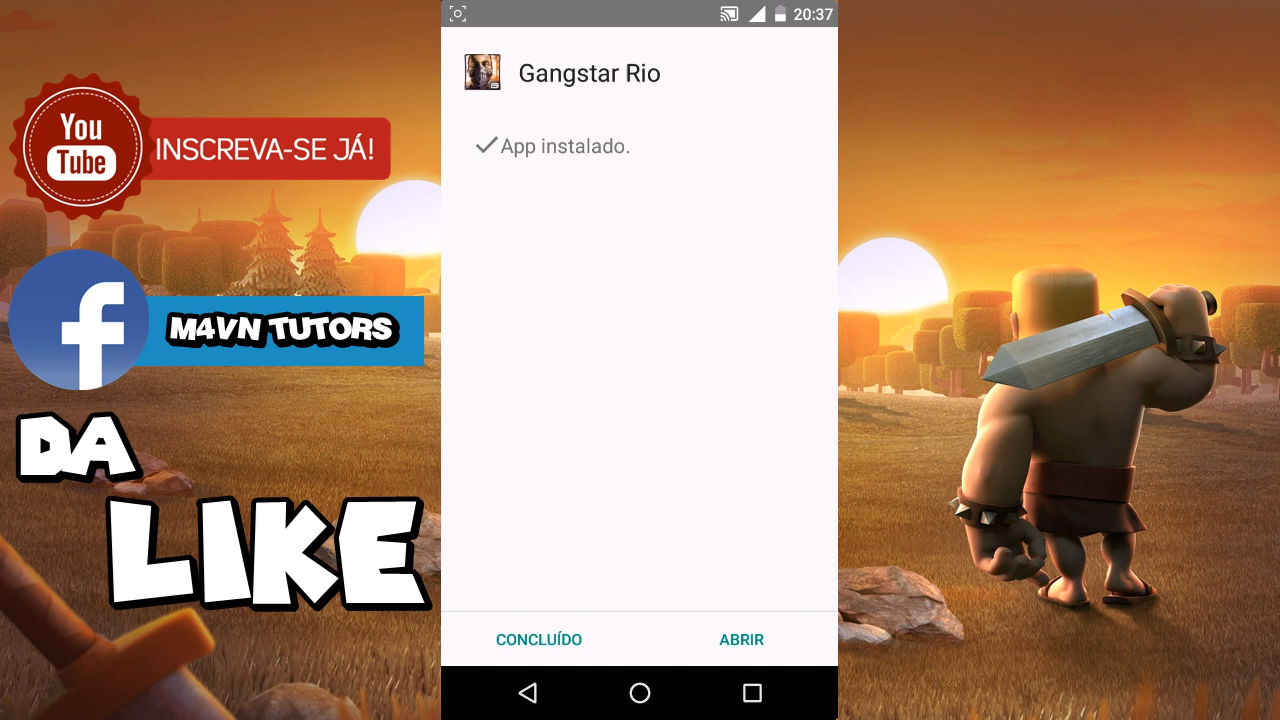 20:37
Gangstar Rio
App instalado.
CONCLUÍDO
ABRIR
You
Tube
INSCREVA-SE JÁ!
f
M4VN TUTORS
DA
LIKE